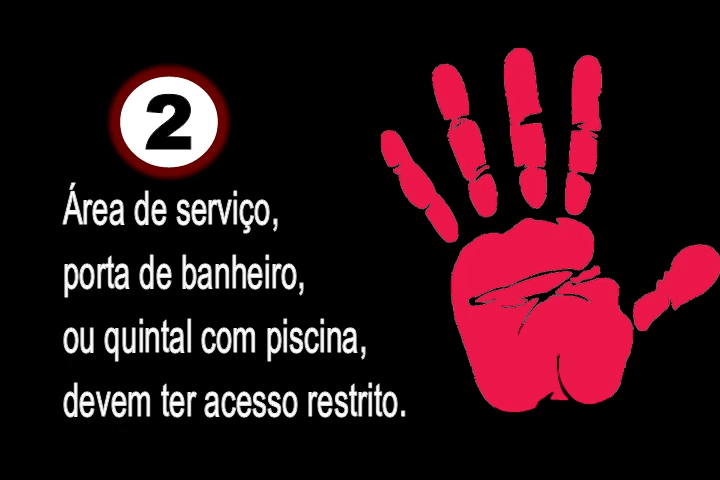 2
Área de serviço,
porta de banheiro,
ou quintal com piscina,
devem ter acesso restrito.